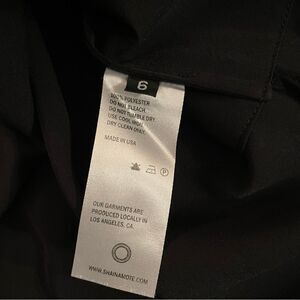 6
100% POLYESTER
DO NOT BLEACH
DO NOT TUMBLE DRY
USE COOL IRON
DRY CLEAN ONLY
MADE IN USA
P
OUR GARMENTS ARE
PRODUCED LOCALLY IN
LOS ANGELES, CA.
WWW.SHAINAMOTE.COM